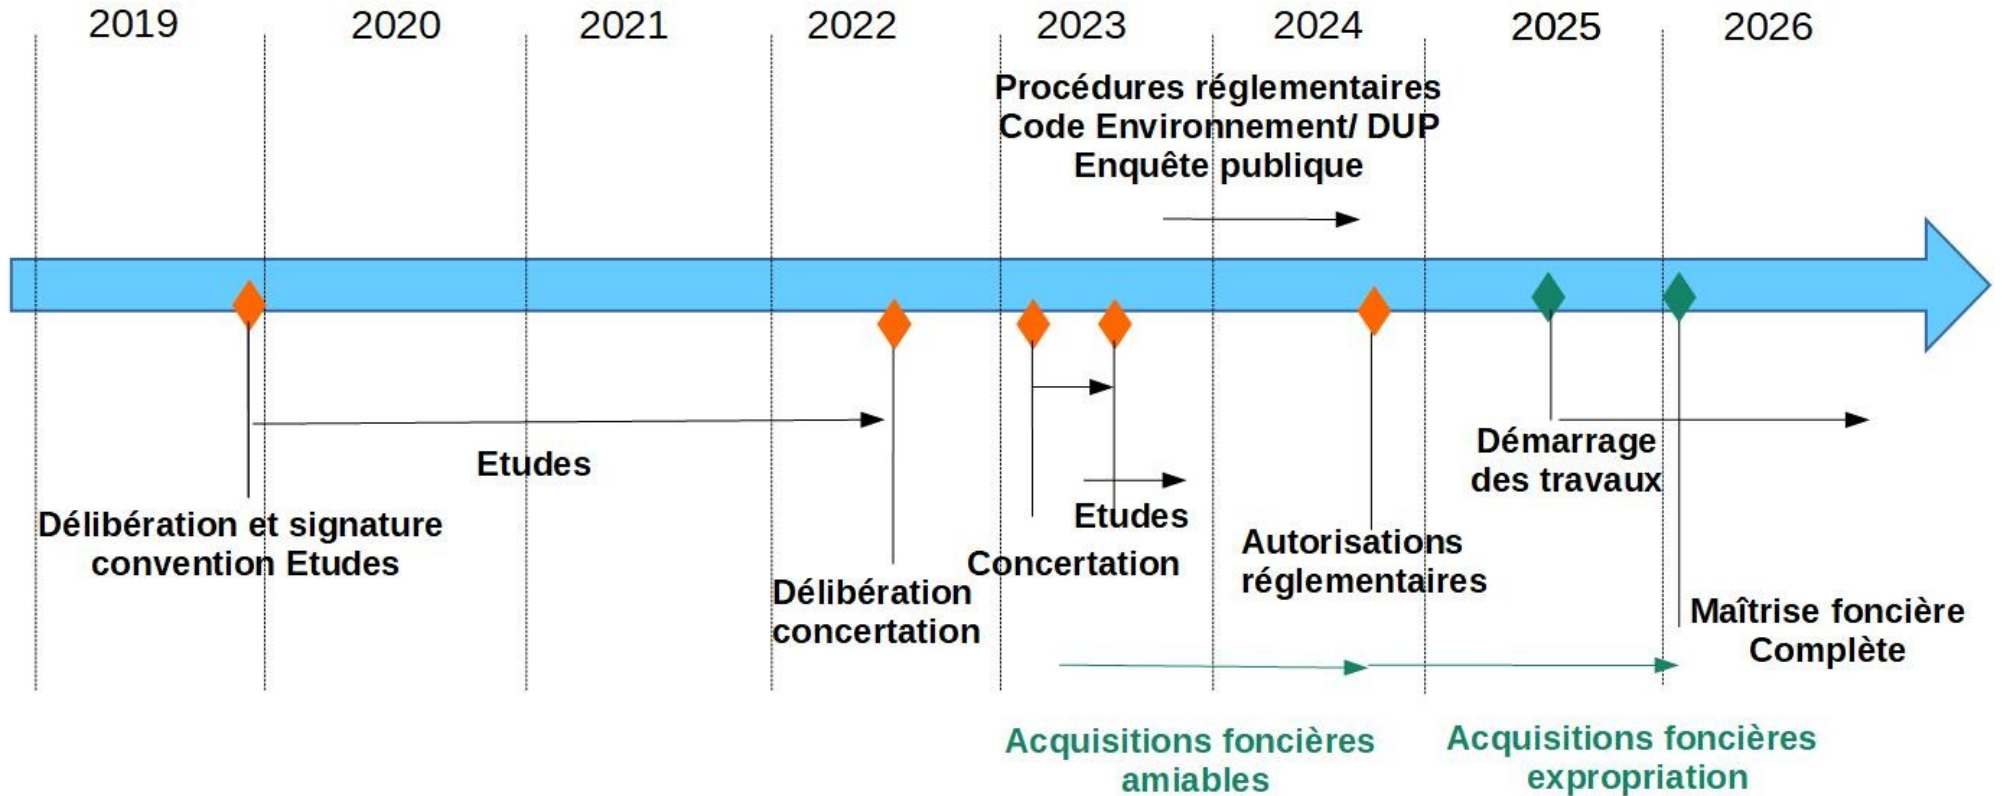 2019 2020 2021 2022 2023 2024 2025 2026
Procédures réglementaires
Code Environnement/ DUP
Enquête publique
Etudes
Délibération et signature
convention Etudes
Délibération
concertation
Etudes
Concertation
Autorisations
réglementaires
Démarrage
des travaux
Maîtrise foncière
Complète
Acquisitions foncières
amiables
Acquisitions foncières
expropriation